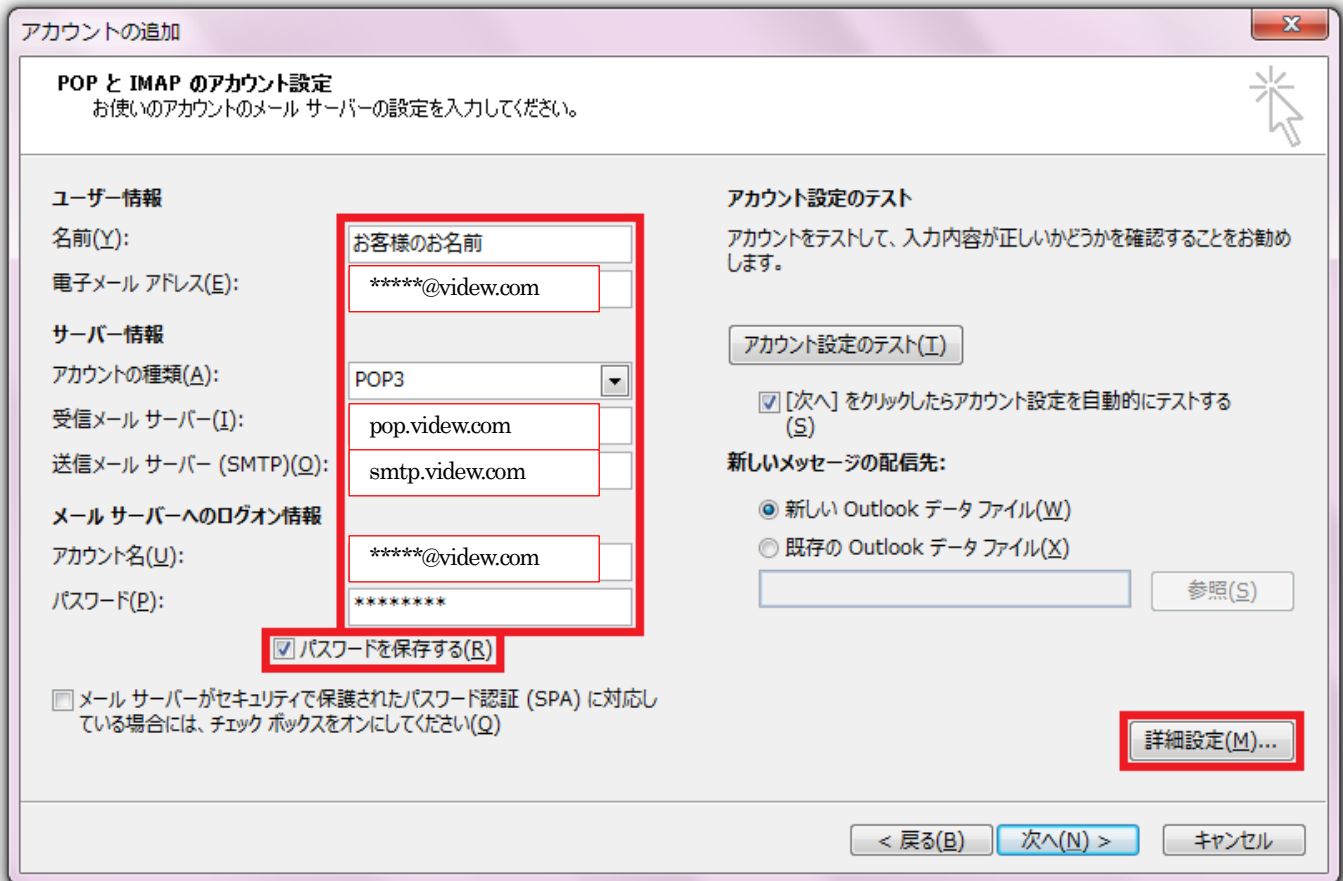 アカウントの追加
POP と IMAP のアカウント設定
お使いのアカウントのメール サーバーの設定を入力してください。
ユーザー情報
名前(Y):
お客様のお名前
電子メール アドレス(E):
*****@videw.com
サーバー情報
アカウントの種類(A):
POP3
受信メール サーバー(I):
pop.videw.com
送信メール サーバー (SMTP)(O):
smtp.videw.com
メール サーバーへのログオン情報
アカウント名(U):
*****@videw.com
パスワード(P):
********
パスワードを保存する(R)
メール サーバーがセキュリティで保護されたパスワード認証 (SPA) に対応し
ている場合には、チェック ボックスをオンにしてください(Q)
アカウント設定のテスト
アカウントをテストして、入力内容が正しいかどうかを確認することをお勧め
します。
アカウント設定のテスト(T)
[次へ] をクリックしたらアカウント設定を自動的にテストする
(S)
新しいメッセージの配信先:
新しい Outlook データ ファイル(W)
既存の Outlook データ ファイル(X)
参照(S)
詳細設定(M)...
< 戻る(B)
次へ(N) >
キャンセル